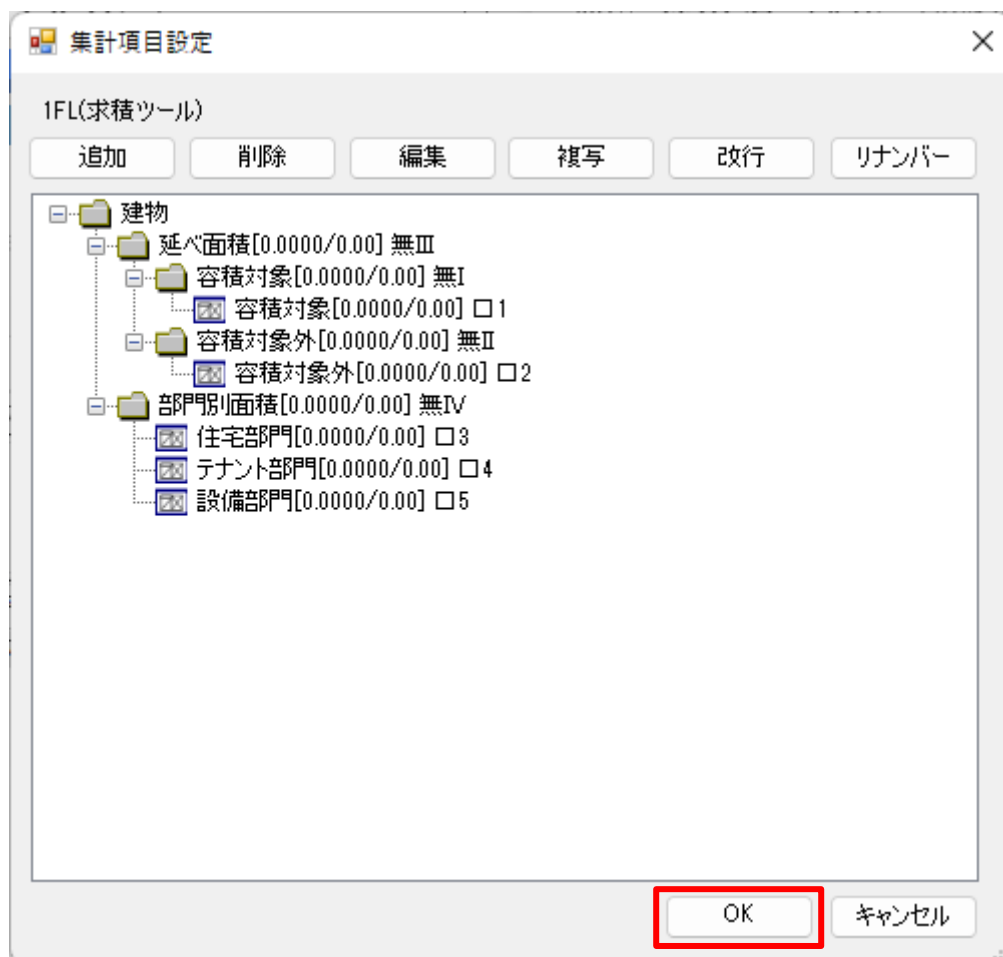 集計項目設定
1FL(求積ツール)
追加 削除 編集 複写 改行 リナンバー
建物
延べ面積[0.0000/0.00] 無Ⅲ
容積対象[0.0000/0.00] 無Ⅰ
容積対象[0.0000/0.00] □1
容積対象外[0.0000/0.00] 無Ⅱ
容積対象外[0.0000/0.00] □2
部門別面積[0.0000/0.00] 無Ⅳ
住宅部門[0.0000/0.00] □3
テナント部門[0.0000/0.00] □4
設備部門[0.0000/0.00] □5
OK キャンセル